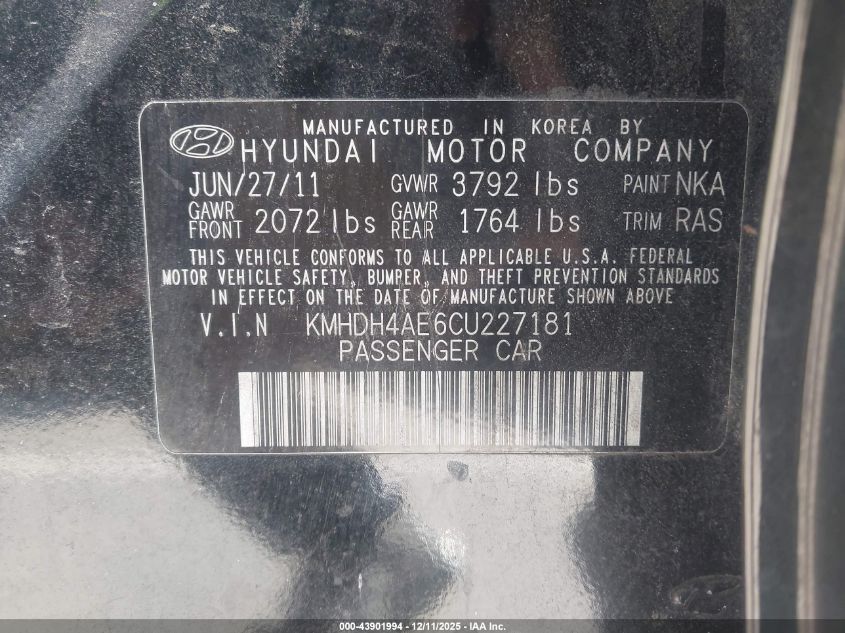 MANUFACTURED IN KOREA BY
HYUNDAI MOTOR COMPANY
JUN/27/11 GVWR 3792 lbs PAINT NKA
GAWR FRONT 2072 lbs GAWR REAR 1764 lbs TRIM RAS
THIS VEHICLE CONFORMS TO ALL APPLICABLE U.S.A. FEDERAL
MOTOR VEHICLE SAFETY, BUMPER, AND THEFT PREVENTION STANDARDS
IN EFFECT ON THE DATE OF MANUFACTURE SHOWN ABOVE
V.I.N KMHDH4AE6CU227181
PASSENGER CAR
000-43901994 - 12/11/2025 - IAA Inc.